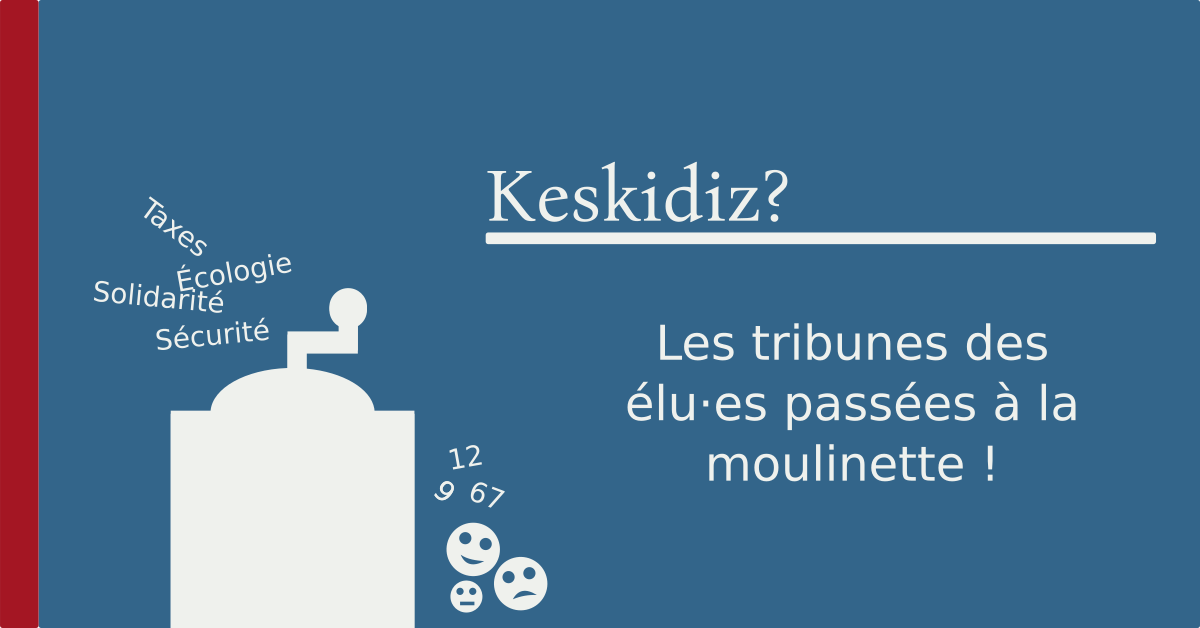 Keskidiz?
Taxes
Écologie
Solidarité
Sécurité
Les tribunes des
élu·es passées à la
moulinette !
12
9 67